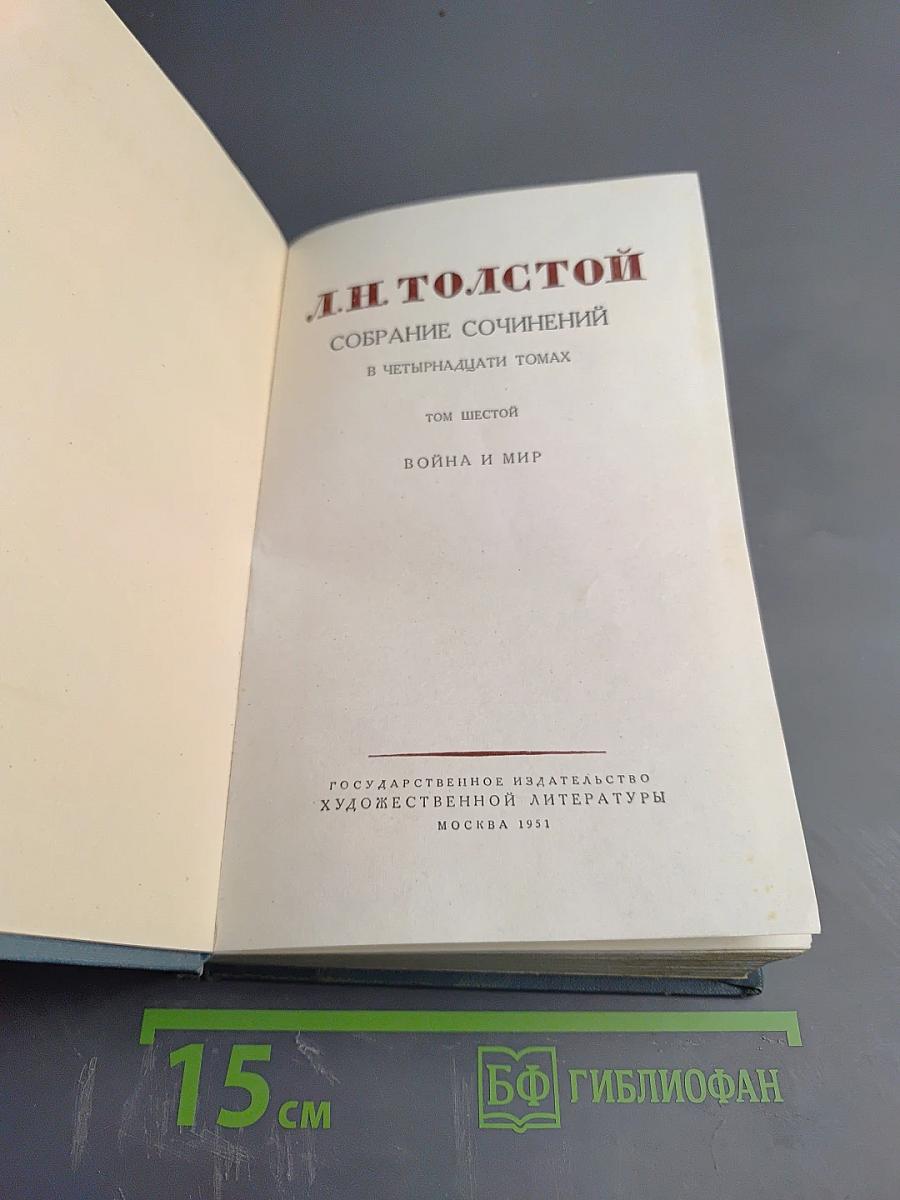 Л.Н. ТОЛСТОЙ
СОБРАНИЕ СОЧИНЕНИЙ
В ЧЕТЫРНАДЦАТИ ТОМАХ
ТОМ ШЕСТОЙ
ВОЙНА И МИР
ГОСУДАРСТВЕННОЕ ИЗДАТЕЛЬСТВО
ХУДОЖЕСТВЕННОЙ ЛИТЕРАТУРЫ
МОСКВА 1951
15 см
БФ ГИБЛИОФАН